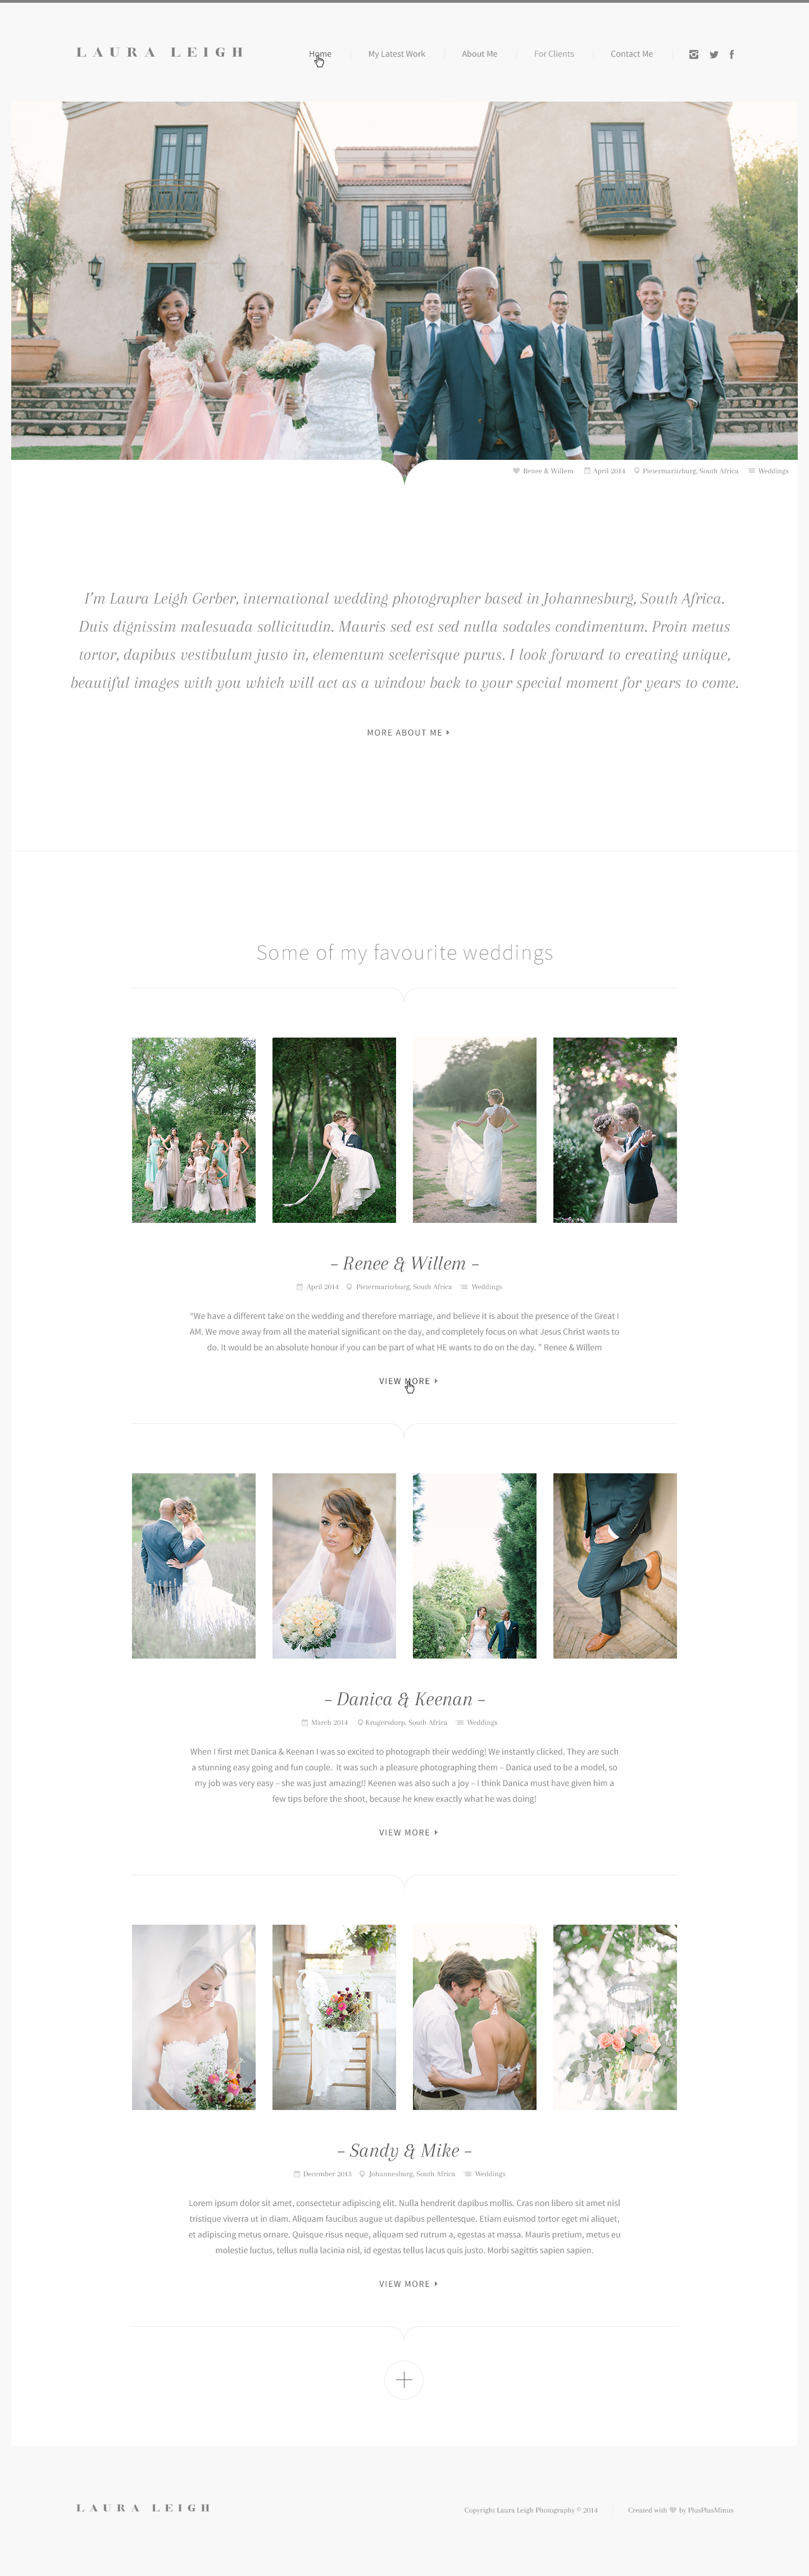 LAURA LEIGH
Home My Latest Work About Me For Clients Contact Me
Renee & Willem April 2014 Pietermaritzburg, South Africa Weddings
I'm Laura Leigh Gerber, international wedding photographer based in Johannesburg, South Africa.
Duis dignissim malesuada sollicitudin. Mauris sed est sed nulla sodales condimentum. Proin metus
tortor, dapibus vestibulum justo in, elementum scelerisque purus. I look forward to creating unique,
beautiful images with you which will act as a window back to your special moment for years to come.
MORE ABOUT ME
Some of my favourite weddings
– Renee & Willem –
April 2014 Pietermaritzburg, South Africa Weddings
“We have a different take on the wedding and therefore marriage, and believe it is about the presence of the Great I
AM. We move away from all the material significant on the day, and completely focus on what Jesus Christ wants to
do. It would be an absolute honour if you can be part of what HE wants to do on the day. ” Renee & Willem
VIEW MORE
– Danica & Keenan –
March 2014 Krugersdorp, South Africa Weddings
When I first met Danica & Keenan I was so excited to photograph their wedding! We instantly clicked. They are such
a stunning easy going and fun couple. It was such a pleasure photographing them – Danica used to be a model, so
my job was very easy – she was just amazing!! Keenen was also such a joy – I think Danica must have given him a
few tips before the shoot, because he knew exactly what he was doing!
VIEW MORE
– Sandy & Mike –
December 2013 Johannesburg, South Africa Weddings
Lorem ipsum dolor sit amet, consectetur adipiscing elit. Nulla hendrerit dapibus mollis. Cras non libero sit amet nisl
tristique viverra ut in diam. Aliquam faucibus augue ut dapibus pellentesque. Etiam euismod tortor eget mi aliquet,
et adipiscing metus ornare. Quisque risus neque, aliquam sed rutrum a, egestas at massa. Mauris pretium, metus eu
molestie luctus, tellus nulla lacinia nisl, id egestas tellus lacus quis justo. Morbi sagittis sapien sapien.
VIEW MORE
LAURA LEIGH
Copyright Laura Leigh Photography © 2014 Created with by PlusPlusMinus